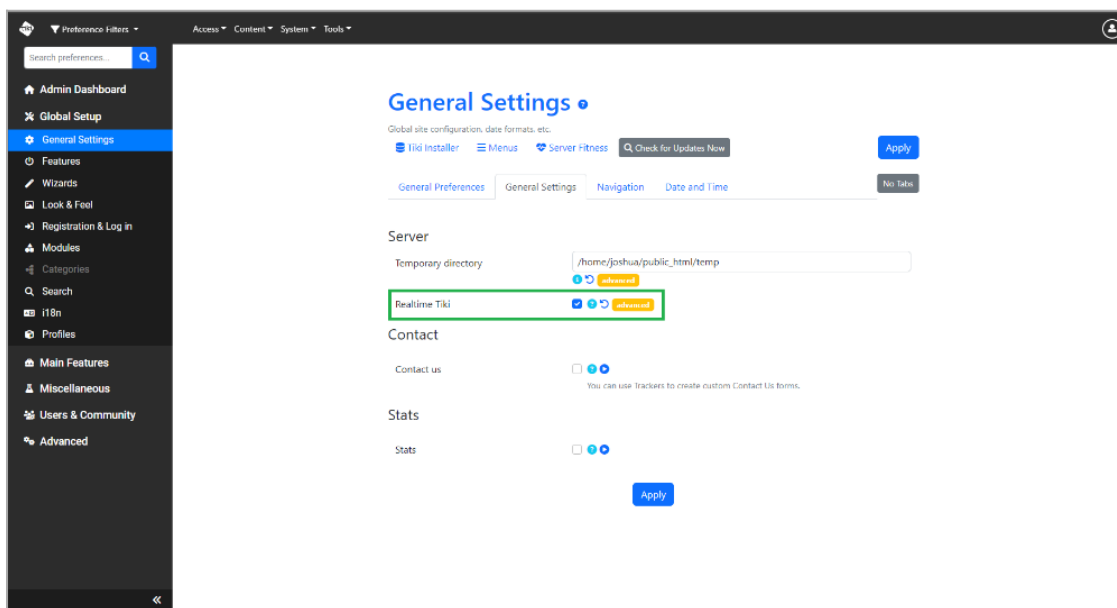 Preference Filters
Access Content System Tools
Search preferences...
Admin Dashboard
Global Setup
General Settings
Features
Wizards
Look & Feel
Registration & Log in
Modules
Categories
Search
i18n
Profiles
Main Features
Miscellaneous
Users & Community
Advanced
General Settings
Global site configuration, date formats, etc.
Tiki Installer Menus Server Fitness Check for Updates Now Apply
General Preferences General Settings Navigation Date and Time No Tabs
Server
Temporary directory /home/joshua/public_html/temp
advanced
Realtime Tiki advanced
Contact
Contact us
You can use Trackers to create custom Contact Us forms.
Stats
Stats
Apply